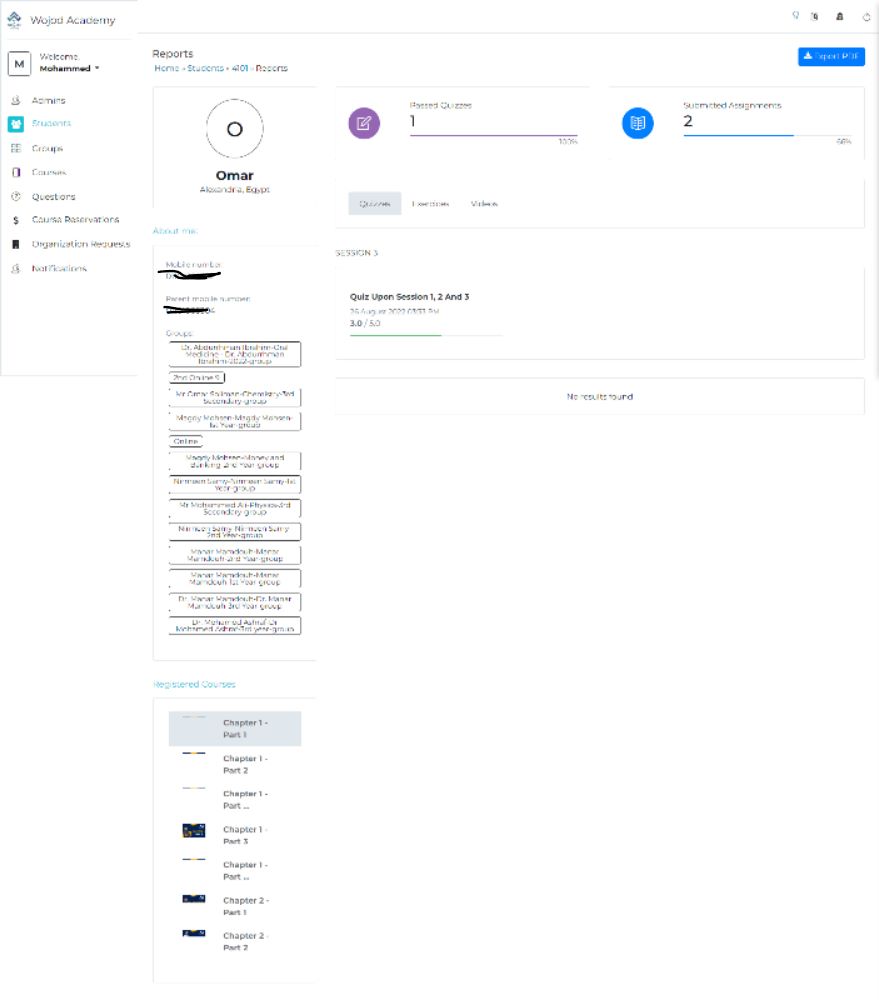 Wojod Academy
M
Welcome,
Mohammed
Admins
Students
Groups
Courses
Questions
Course Reservations
Organization Requests
Notifications
Reports
Home - Students - 4101 - Reports
Export PDF
O
Omar
Alexandria, Egypt
Passed Quizzes
1
100%
Submitted Assignments
2
66%
Quizzes
Exercices
Videos
About me:
Mobile number
Parent mobile number:
Groups:
Dr. Abdurrhman Ibrahim-Oral
Medicine - Dr. Abdurrhman
Ibrahim-2022-group
2nd Online 9
Mr Omar Soliman-Chemistry-3rd
Secondary-group
Magdy Mohsen-Magdy Mohsen-
1st Year-group
Online
Magdy Mohsen-Money and
Banking-2nd Year-group
Nirmeen Samy-Nirmeen Samy-1st
Year-group
Mr Mohammed Ali-Physics-3rd
Secondary-group
Nirmeen Samy-Nirmeen Samy
2nd Year-group
Manar Mamdouh-Manar
Mamdouh-2nd Year-group
Manar Mamdouh-Manar
Mamdouh-1st Year-group
Dr. Manar Mamdouh-Dr. Manar
Mamdouh-3rd Year-group
Dr. Mohamed Ashraf-Dr
Mohamed Ashraf-3rd year-group
SESSION 3
Quiz Upon Session 1, 2 And 3
26 August 2022 03:53 PM
3.0 / 5.0
No results found
Registered Courses
Chapter 1 -
Part 1
Chapter 1 -
Part 2
Chapter 1 -
Part ...
Chapter 1 -
Part 3
Chapter 1 -
Part ...
Chapter 2 -
Part 1
Chapter 2 -
Part 2